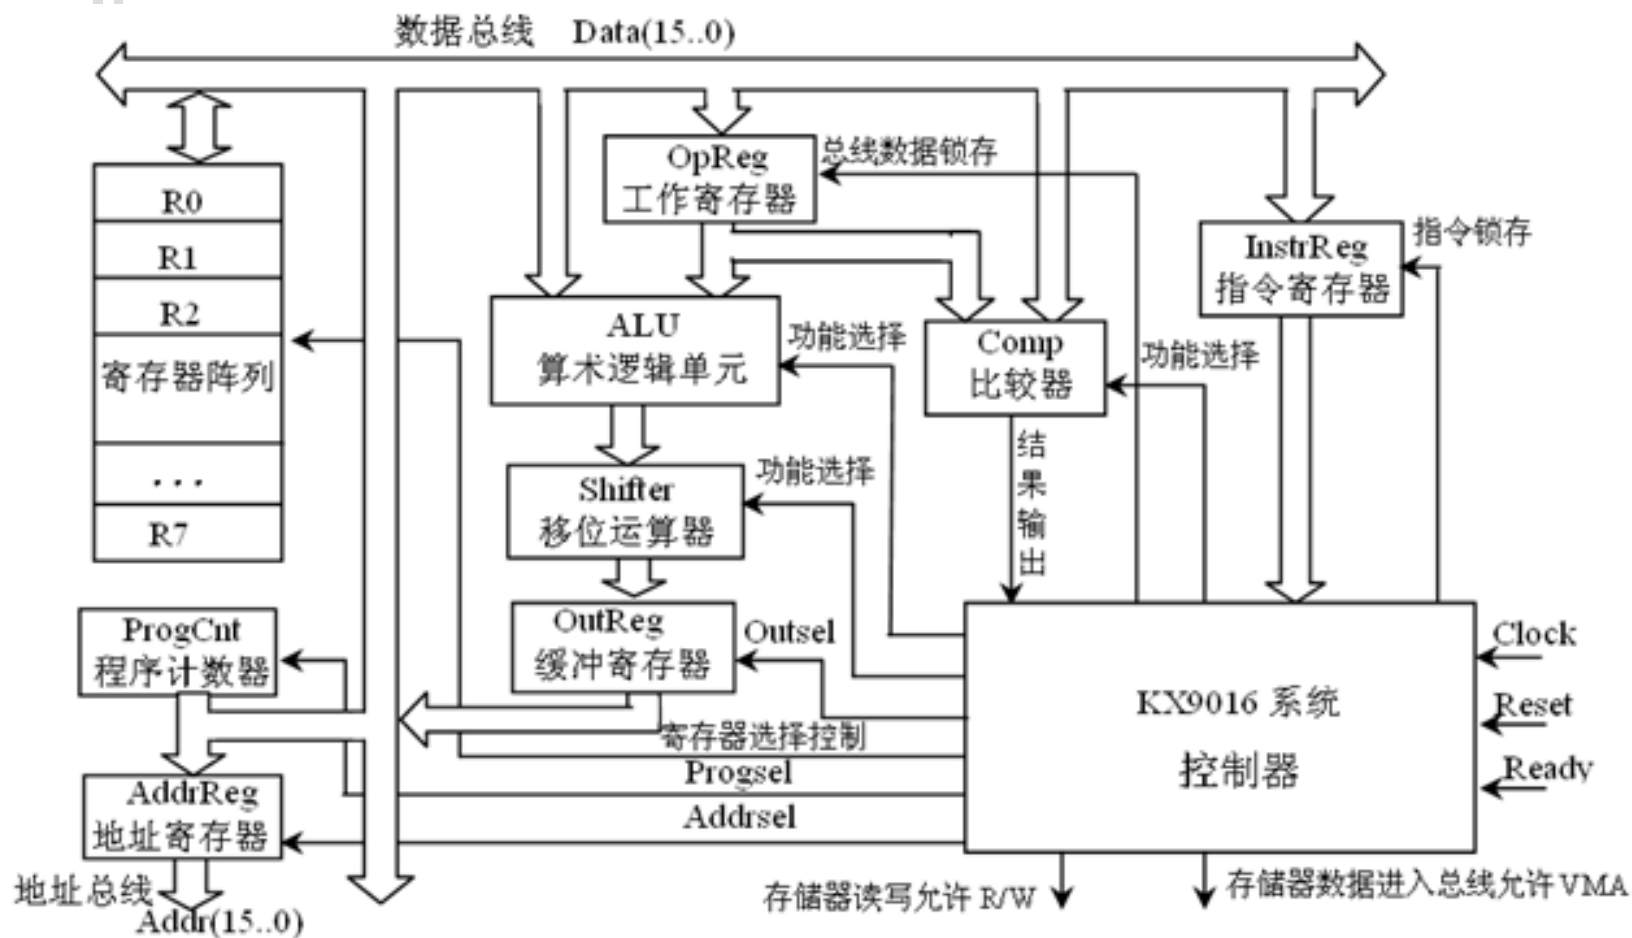 数据总线 Data(15..0)
OpReg
工作寄存器
总线数据锁存
R0
R1
R2
寄存器阵列
...
R7
InstrReg
指令寄存器
指令锁存
ALU
算术逻辑单元
功能选择
Comp
比较器
功能选择
结果输出
Shifter
移位运算器
功能选择
OutReg
缓冲寄存器
Outsel
ProgCnt
程序计数器
KX9016 系统
控制器
Clock
Reset
Ready
寄存器选择控制
Progsel
Addrsel
AddrReg
地址寄存器
地址总线
Addr(15..0)
存储器读写允许 R/W
存储器数据进入总线允许 VMA